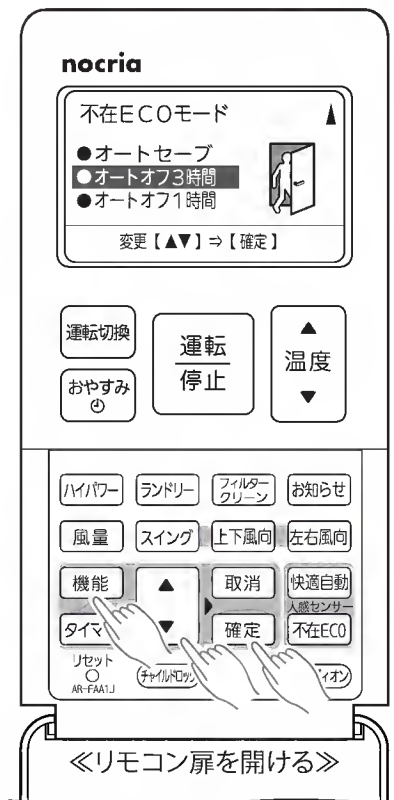 nocria
不在ECOモード
●オートセーブ
●オートオフ3時間
●オートオフ1時間
変更【▲▼】⇒【確定】
運転切換
運転
停止
▲
温度
▼
おやすみ
ハイパワー
ランドリー
フィルター
クリーン
お知らせ
風量
スイング
上下風向
左右風向
機能
▲
取消
快適自動
人感センサー
▼
確定
不在ECO
リセット
AR-FAA1J
≪リモコン扉を開ける≫